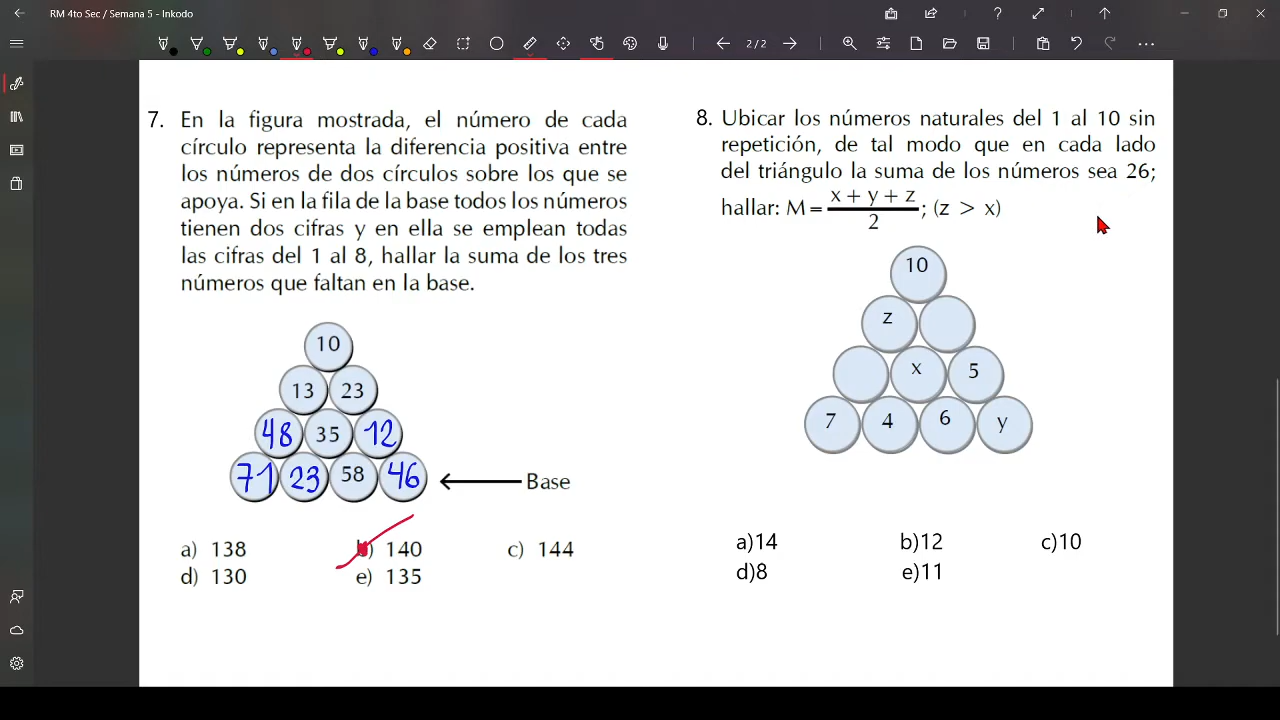 RM 4to Sec / Semana 5 - Inkodo
2/2
7. En la figura mostrada, el número de cada
círculo representa la diferencia positiva entre
los números de dos círculos sobre los que se
apoya. Si en la fila de la base todos los números
tienen dos cifras y en ella se emplean todas
las cifras del 1 al 8, hallar la suma de los tres
números que faltan en la base.
10
13 23
48 35 12
71 23 58 46
Base
a) 138 b) 140 c) 144
d) 130 e) 135
8. Ubicar los números naturales del 1 al 10 sin
repetición, de tal modo que en cada lado
del triángulo la suma de los números sea 26;
hallar: M = x + y + z / 2 ; (z > x)
10
z
x 5
7 4 6 y
a)14 b)12 c)10
d)8 e)11